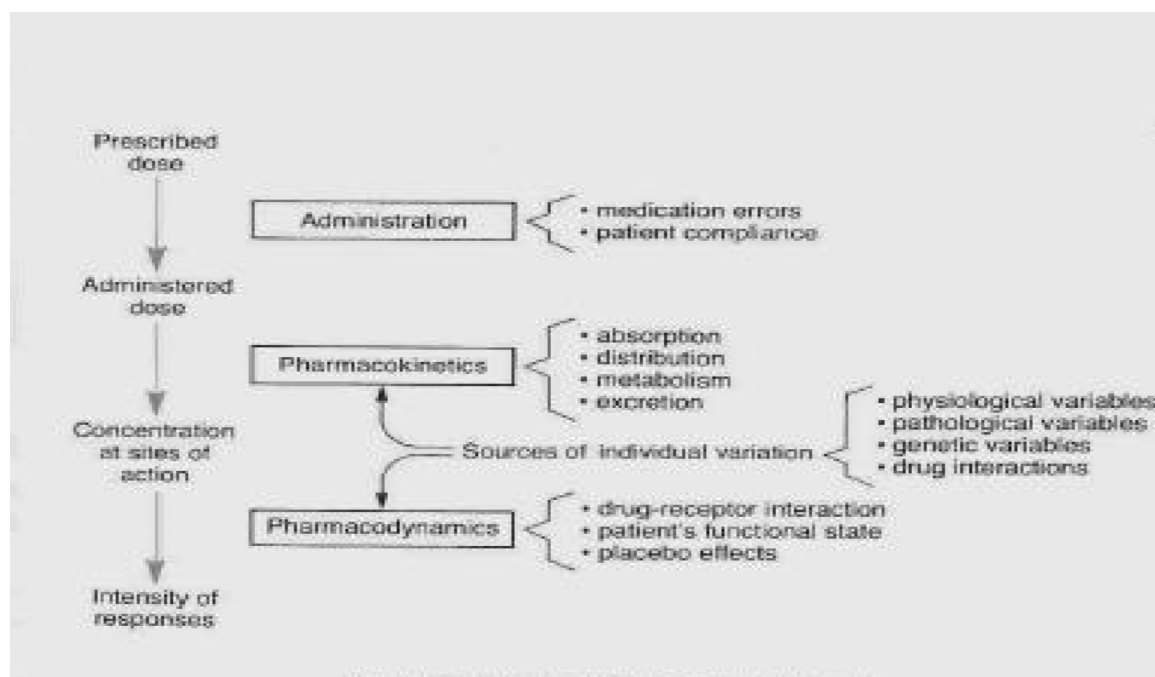 Prescribed
dose
Administration
• medication errors
• patient compliance
Administered
dose
Pharmacokinetics
• absorption
• distribution
• metabolism
• excretion
Concentration
at sites of
action
Sources of individual variation
• physiological variables
• pathological variables
• genetic variables
• drug interactions
Pharmacodynamics
• drug-receptor interaction
• patient's functional state
• placebo effects
Intensity of
responses